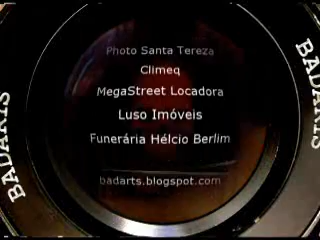 Photo Santa Tereza
Climeq
MegaStreet Locadora
Luso Imóveis
Funerária Hélcio Berlim
badarts.blogspot.com
BADARTS
BADARTS